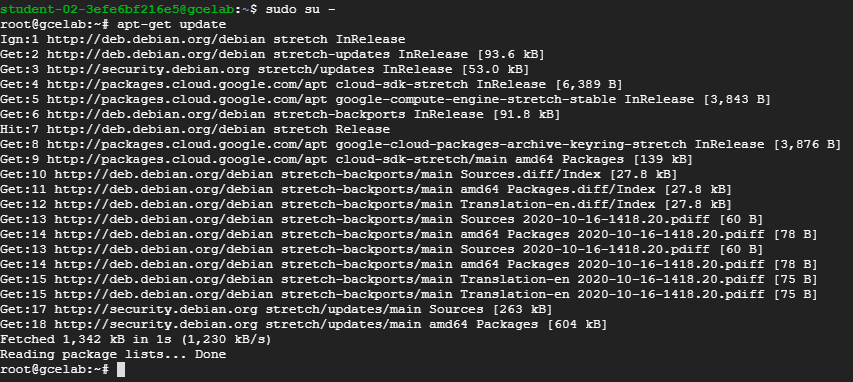 student-02-3efe6bf216e5@gcelab:~$ sudo su -
root@gcelab:~# apt-get update
Ign:1 http://deb.debian.org/debian stretch InRelease
Get:2 http://deb.debian.org/debian stretch-updates InRelease [93.6 kB]
Get:3 http://security.debian.org stretch/updates InRelease [53.0 kB]
Get:4 http://packages.cloud.google.com/apt cloud-sdk-stretch InRelease [6,389 B]
Get:5 http://packages.cloud.google.com/apt google-compute-engine-stretch-stable InRelease [3,843 B]
Get:6 http://deb.debian.org/debian stretch-backports InRelease [91.8 kB]
Hit:7 http://deb.debian.org/debian stretch Release
Get:8 http://packages.cloud.google.com/apt google-cloud-packages-archive-keyring-stretch InRelease [3,876 B]
Get:9 http://packages.cloud.google.com/apt cloud-sdk-stretch/main amd64 Packages [139 kB]
Get:10 http://deb.debian.org/debian stretch-backports/main Sources.diff/Index [27.8 kB]
Get:11 http://deb.debian.org/debian stretch-backports/main amd64 Packages.diff/Index [27.8 kB]
Get:12 http://deb.debian.org/debian stretch-backports/main Translation-en.diff/Index [27.8 kB]
Get:13 http://deb.debian.org/debian stretch-backports/main Sources 2020-10-16-1418.20.pdiff [60 B]
Get:14 http://deb.debian.org/debian stretch-backports/main amd64 Packages 2020-10-16-1418.20.pdiff [78 B]
Get:13 http://deb.debian.org/debian stretch-backports/main Sources 2020-10-16-1418.20.pdiff [60 B]
Get:14 http://deb.debian.org/debian stretch-backports/main amd64 Packages 2020-10-16-1418.20.pdiff [78 B]
Get:15 http://deb.debian.org/debian stretch-backports/main Translation-en 2020-10-16-1418.20.pdiff [75 B]
Get:15 http://deb.debian.org/debian stretch-backports/main Translation-en 2020-10-16-1418.20.pdiff [75 B]
Get:17 http://security.debian.org stretch/updates/main Sources [263 kB]
Get:18 http://security.debian.org stretch/updates/main amd64 Packages [604 kB]
Fetched 1,342 kB in 1s (1,230 kB/s)
Reading package lists... Done
root@gcelab:~#